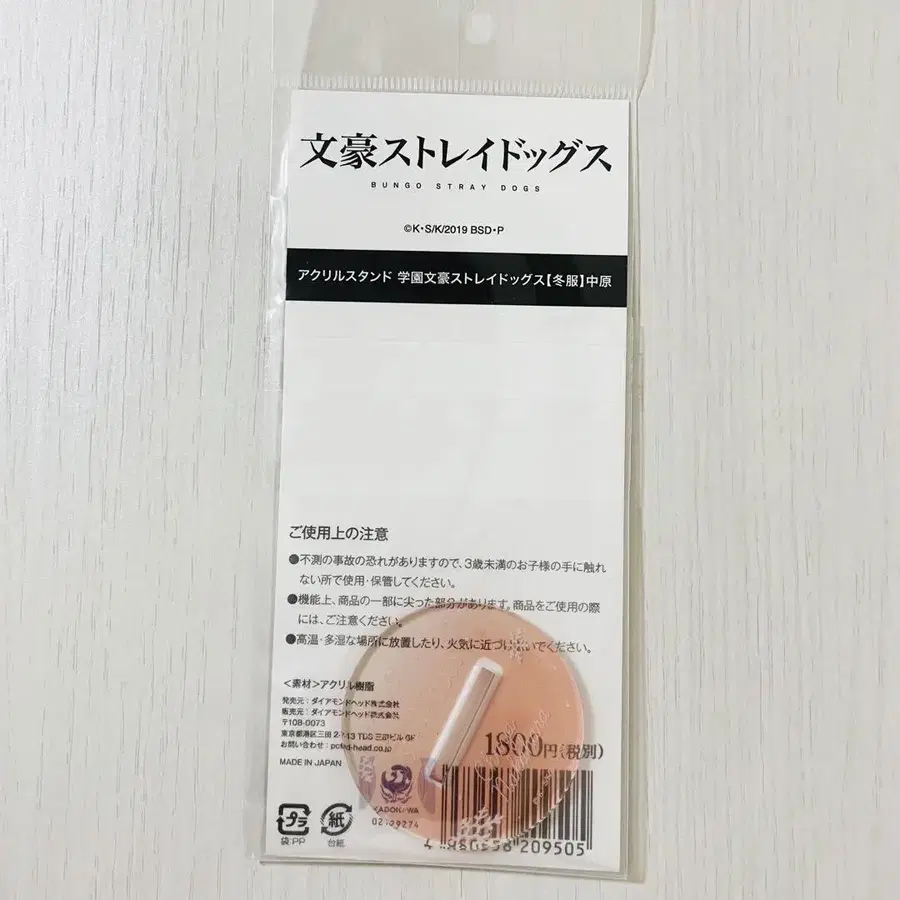 文豪ストレイドッグス
BUNGO STRAY DOGS
©K・S/K/2019 BSD・P
アクリルスタンド 学園文豪ストレイドッグス【冬服】中原
ご使用上の注意
●不測の事故の恐れがありますので、3歳未満のお子様の手に触れ
ない所で使用・保管してください。
●機能上、商品の一部に尖った部分があります。商品をご使用の際
には、ご注意ください。
●高温・多湿な場所に放置したり、火気に近づけないでください。
<素材>アクリル樹脂
発売元：ダイアモンドヘッド株式会社
販売元：ダイアモンドヘッド株式会社
〒108-0073
東京都港区三田
お問い合わせ：
MADE IN JAPAN
1800円(税別)
KADOKAWA
プラ
紙
袋:PP
台紙
209505